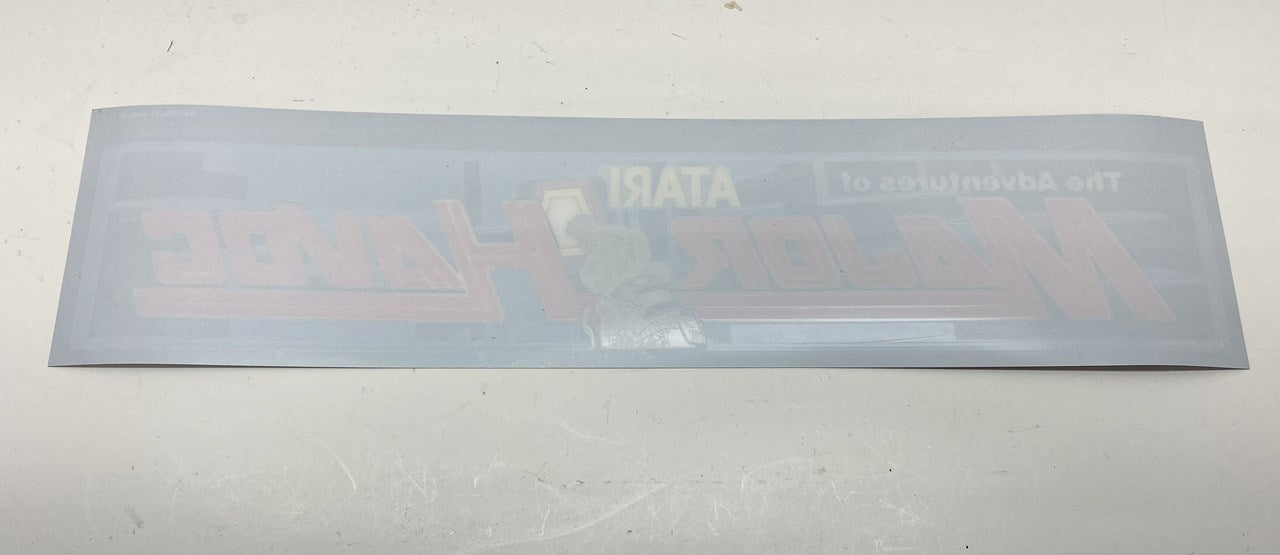 The Adventures of
ATARI
MAJOR HAVOC